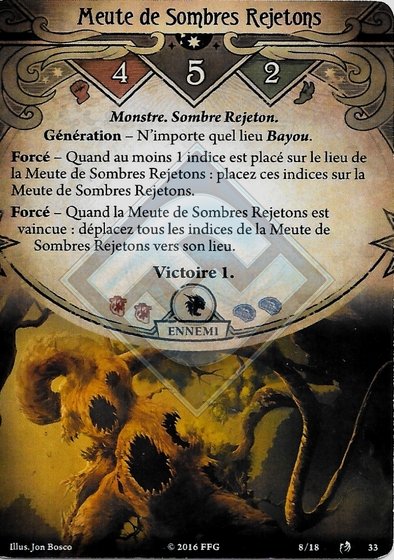 Meute de Sombres Rejetons
4 5 2
Monstre. Sombre Rejeton.
Génération – N'importe quel lieu Bayou.
Forcé – Quand au moins 1 indice est placé sur le lieu de
la Meute de Sombres Rejetons : placez ces indices sur la
Meute de Sombres Rejetons.
Forcé – Quand la Meute de Sombres Rejetons est
vaincue : déplacez tous les indices de la Meute de
Sombres Rejetons vers son lieu.
Victoire 1.
ENNEMI
Illus. Jon Bosco © 2016 FFG 8/18 33